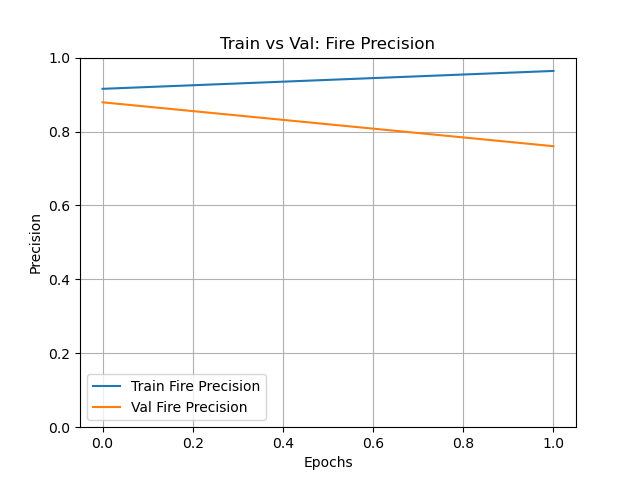 Train vs Val: Fire Precision
1.0
0.8
0.6
0.4
0.2
0.0
Precision
Train Fire Precision
Val Fire Precision
0.0 0.2 0.4 0.6 0.8 1.0
Epochs